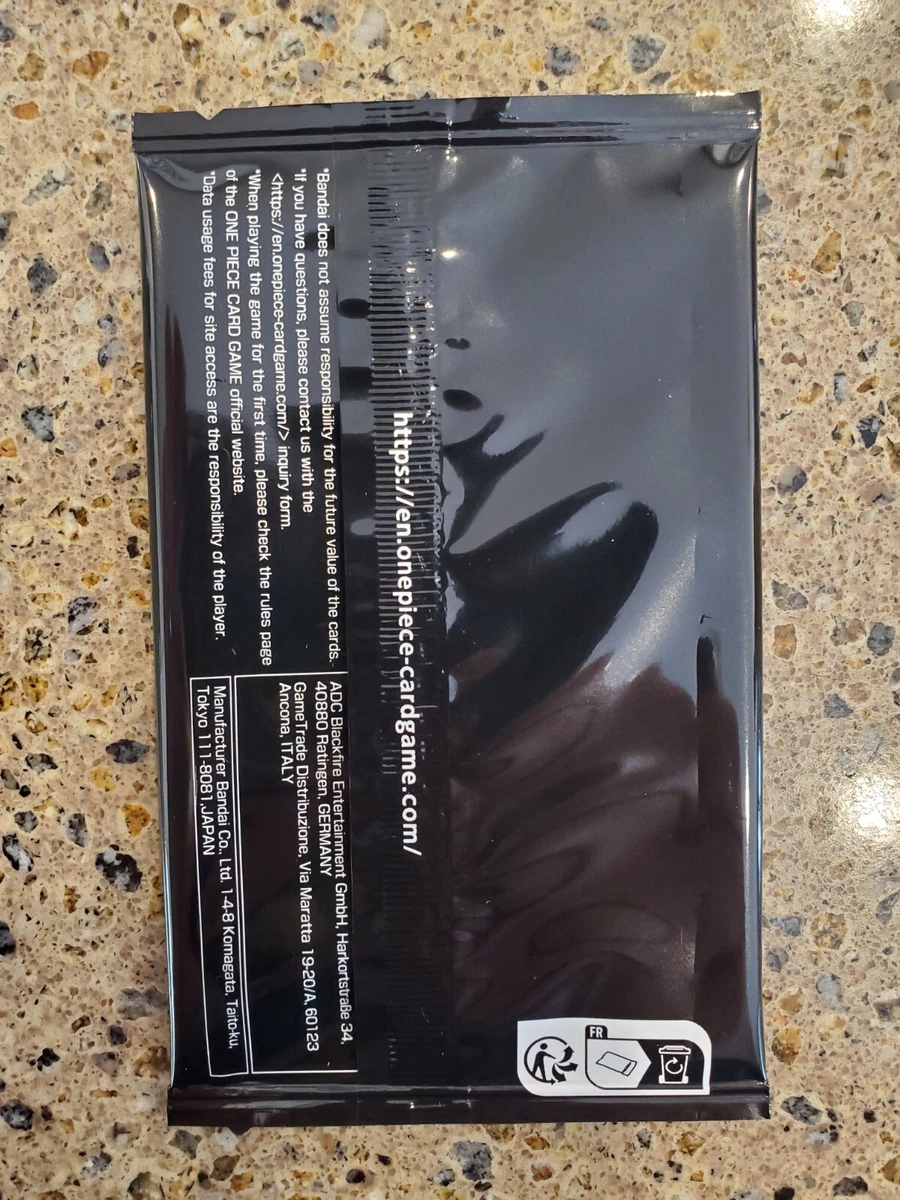 https://en.onepiece-cardgame.com/
*Bandai does not assume responsibility for the future value of the cards.
*If you have questions, please contact us with the
<https://en.onepiece-cardgame.com/> inquiry form.
*When playing the game for the first time, please check the rules page
of the ONE PIECE CARD GAME official website.
*Data usage fees for site access are the responsibility of the player.
ADC Blackfire Entertainment GmbH, Harkortstraße 34,
40880 Ratingen, GERMANY
GameTrade Distribuzione, Via Maratta 19-20/A, 60123
Ancona, ITALY
Manufacturer Bandai Co., Ltd. 1-4-8 Komagata, Taito-ku,
Tokyo 111-8081,JAPAN
FR